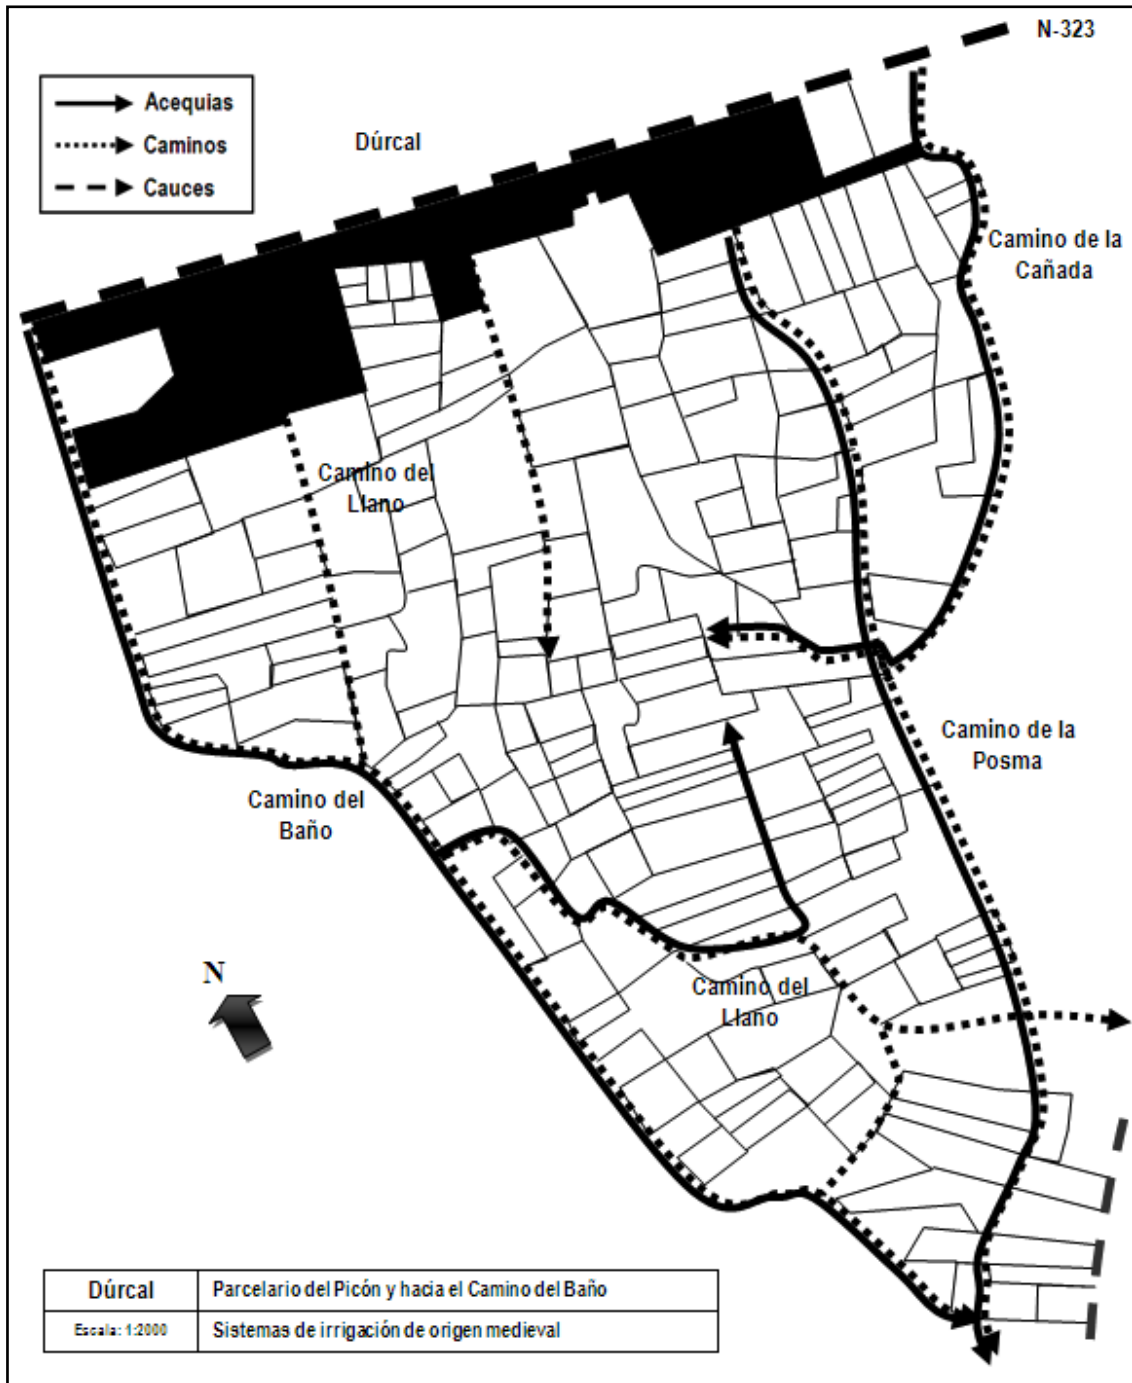 N-323
Acequias
Caminos
Cauces
Dúrcal
Camino de la
Cañada
Camino del
Llano
Camino de la
Posma
Camino del
Baño
N
Camino del
Llano
Dúrcal
Parcelario del Picón y hacia el Camino del Baño
Escala: 1:2000
Sistemas de irrigación de origen medieval